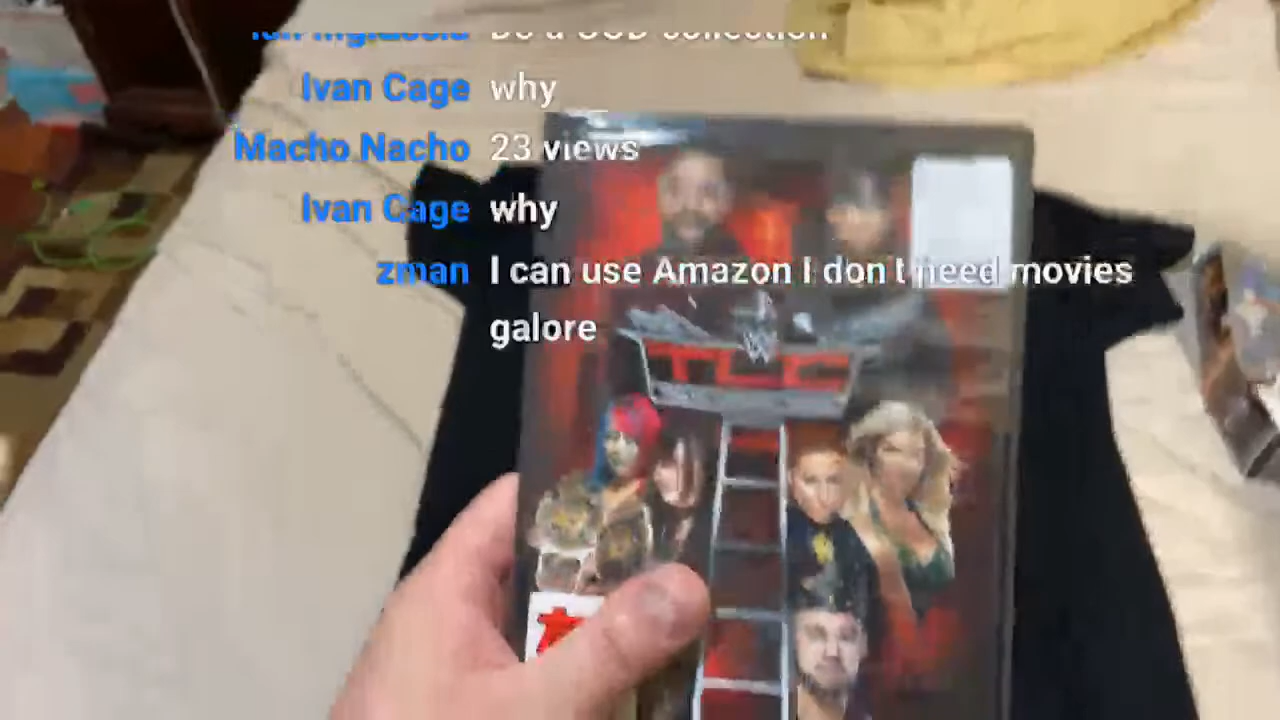 collection
Ivan Cage why
Macho Nacho 23 views
Ivan Cage why
zman I can use Amazon I don't need movies
galore
W
TLC